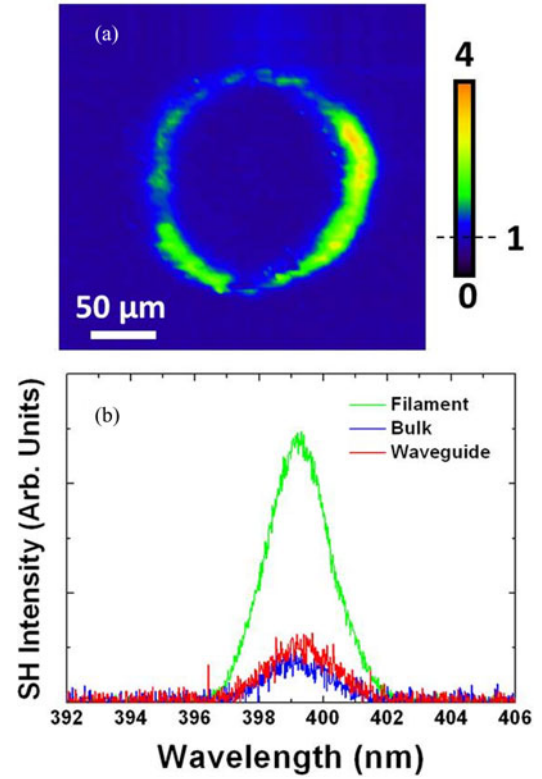 (a)
4
1
0
50 µm
(b)
Filament
Bulk
Waveguide
SH Intensity (Arb. Units)
392 394 396 398 400 402 404 406
Wavelength (nm)